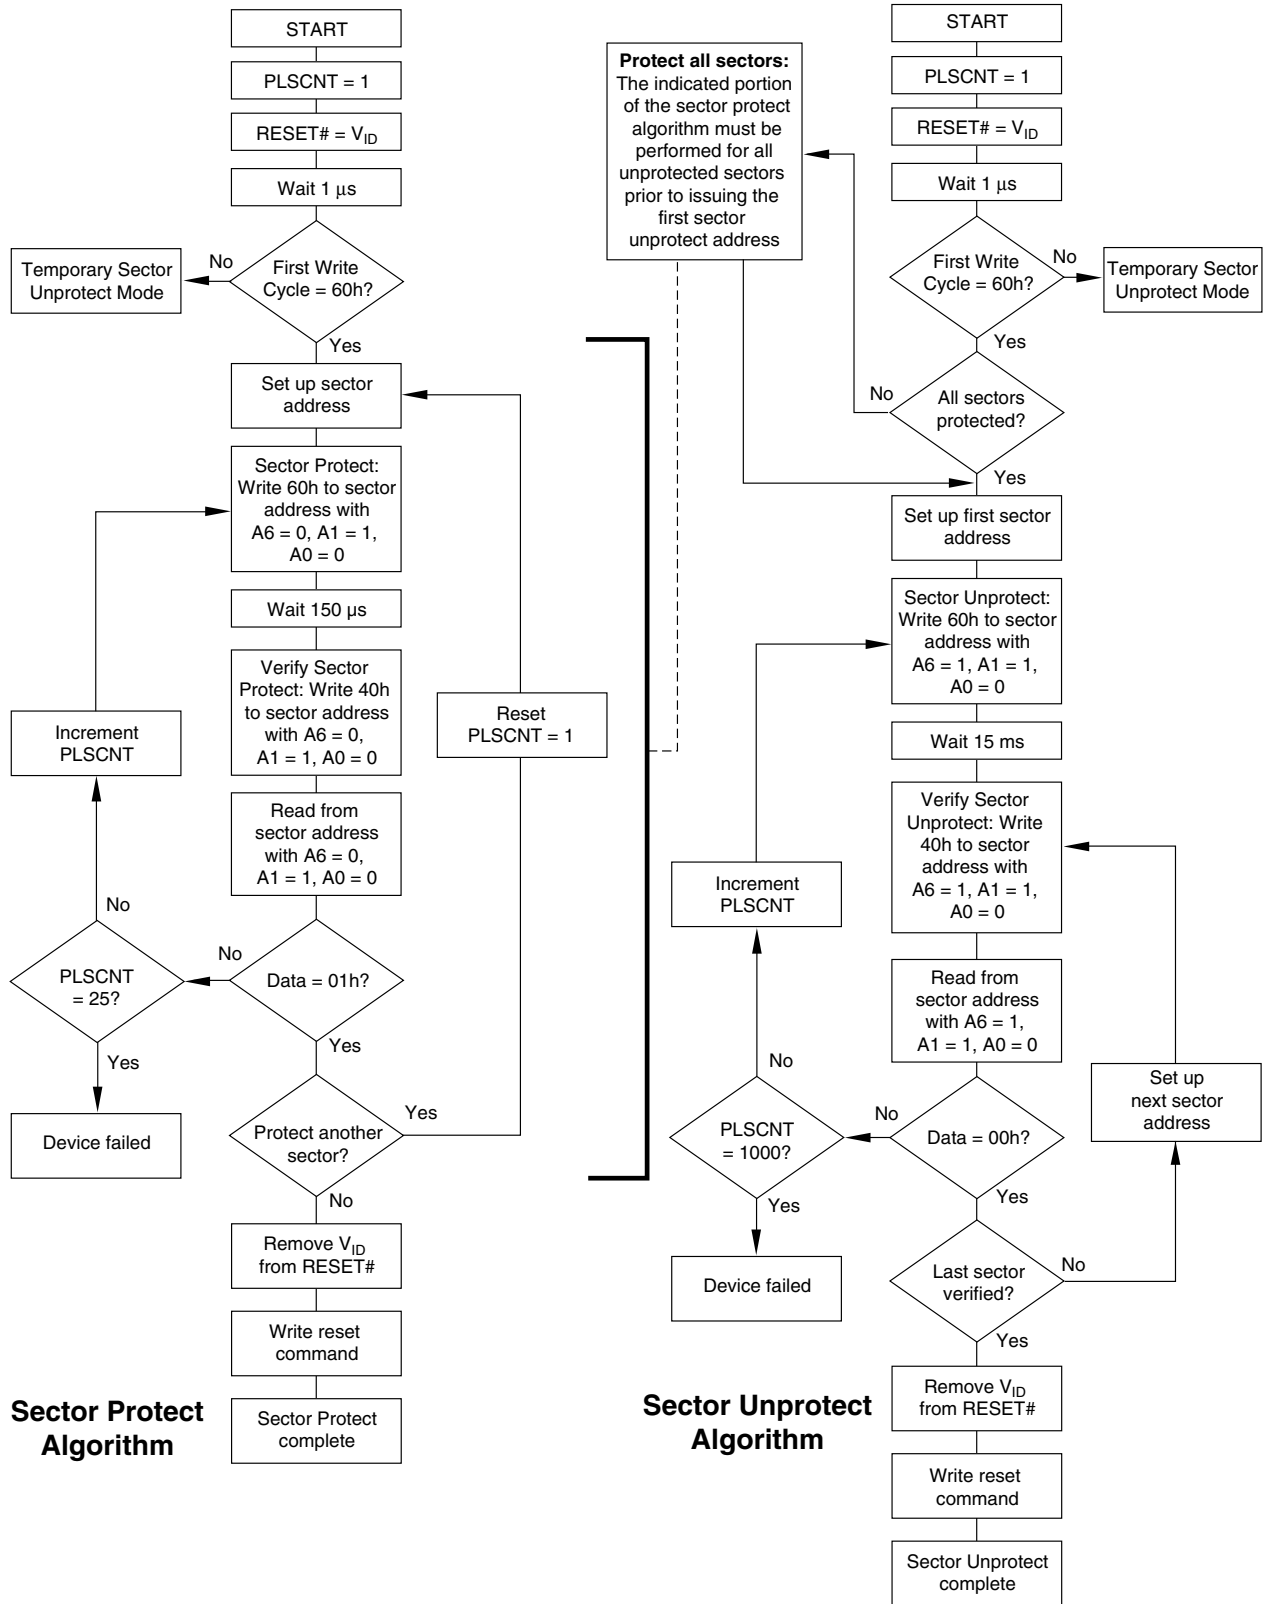 START
PLSCNT = 1
RESET# = VID
Wait 1 μs
First Write
Cycle = 60h?
No
Temporary Sector
Unprotect Mode
Yes
Set up sector
address
Sector Protect:
Write 60h to sector
address with
A6 = 0, A1 = 1,
A0 = 0
Wait 150 µs
Verify Sector
Protect: Write 40h
to sector address
with A6 = 0,
A1 = 1, A0 = 0
Increment
PLSCNT
Reset
PLSCNT = 1
Read from
sector address
with A6 = 0,
A1 = 1, A0 = 0
No
No
PLSCNT
= 25?
Data = 01h?
Yes
Yes
Device failed
Yes
Protect another
sector?
No
Remove VID
from RESET#
Write reset
command
Sector Protect
complete
Sector Protect
Algorithm
Protect all sectors:
The indicated portion
of the sector protect
algorithm must be
performed for all
unprotected sectors
prior to issuing the
first sector
unprotect address
START
PLSCNT = 1
RESET# = VID
Wait 1 μs
First Write
Cycle = 60h?
No
Temporary Sector
Unprotect Mode
Yes
No
All sectors
protected?
Yes
Set up first sector
address
Sector Unprotect:
Write 60h to sector
address with
A6 = 1, A1 = 1,
A0 = 0
Wait 15 ms
Verify Sector
Unprotect: Write
40h to sector
address with
A6 = 1, A1 = 1,
A0 = 0
Increment
PLSCNT
Read from
sector address
with A6 = 1,
A1 = 1, A0 = 0
No
No
Set up
next sector
address
PLSCNT
= 1000?
Data = 00h?
Yes
Yes
Device failed
Last sector
verified?
No
Yes
Remove VID
from RESET#
Write reset
command
Sector Unprotect
complete
Sector Unprotect
Algorithm